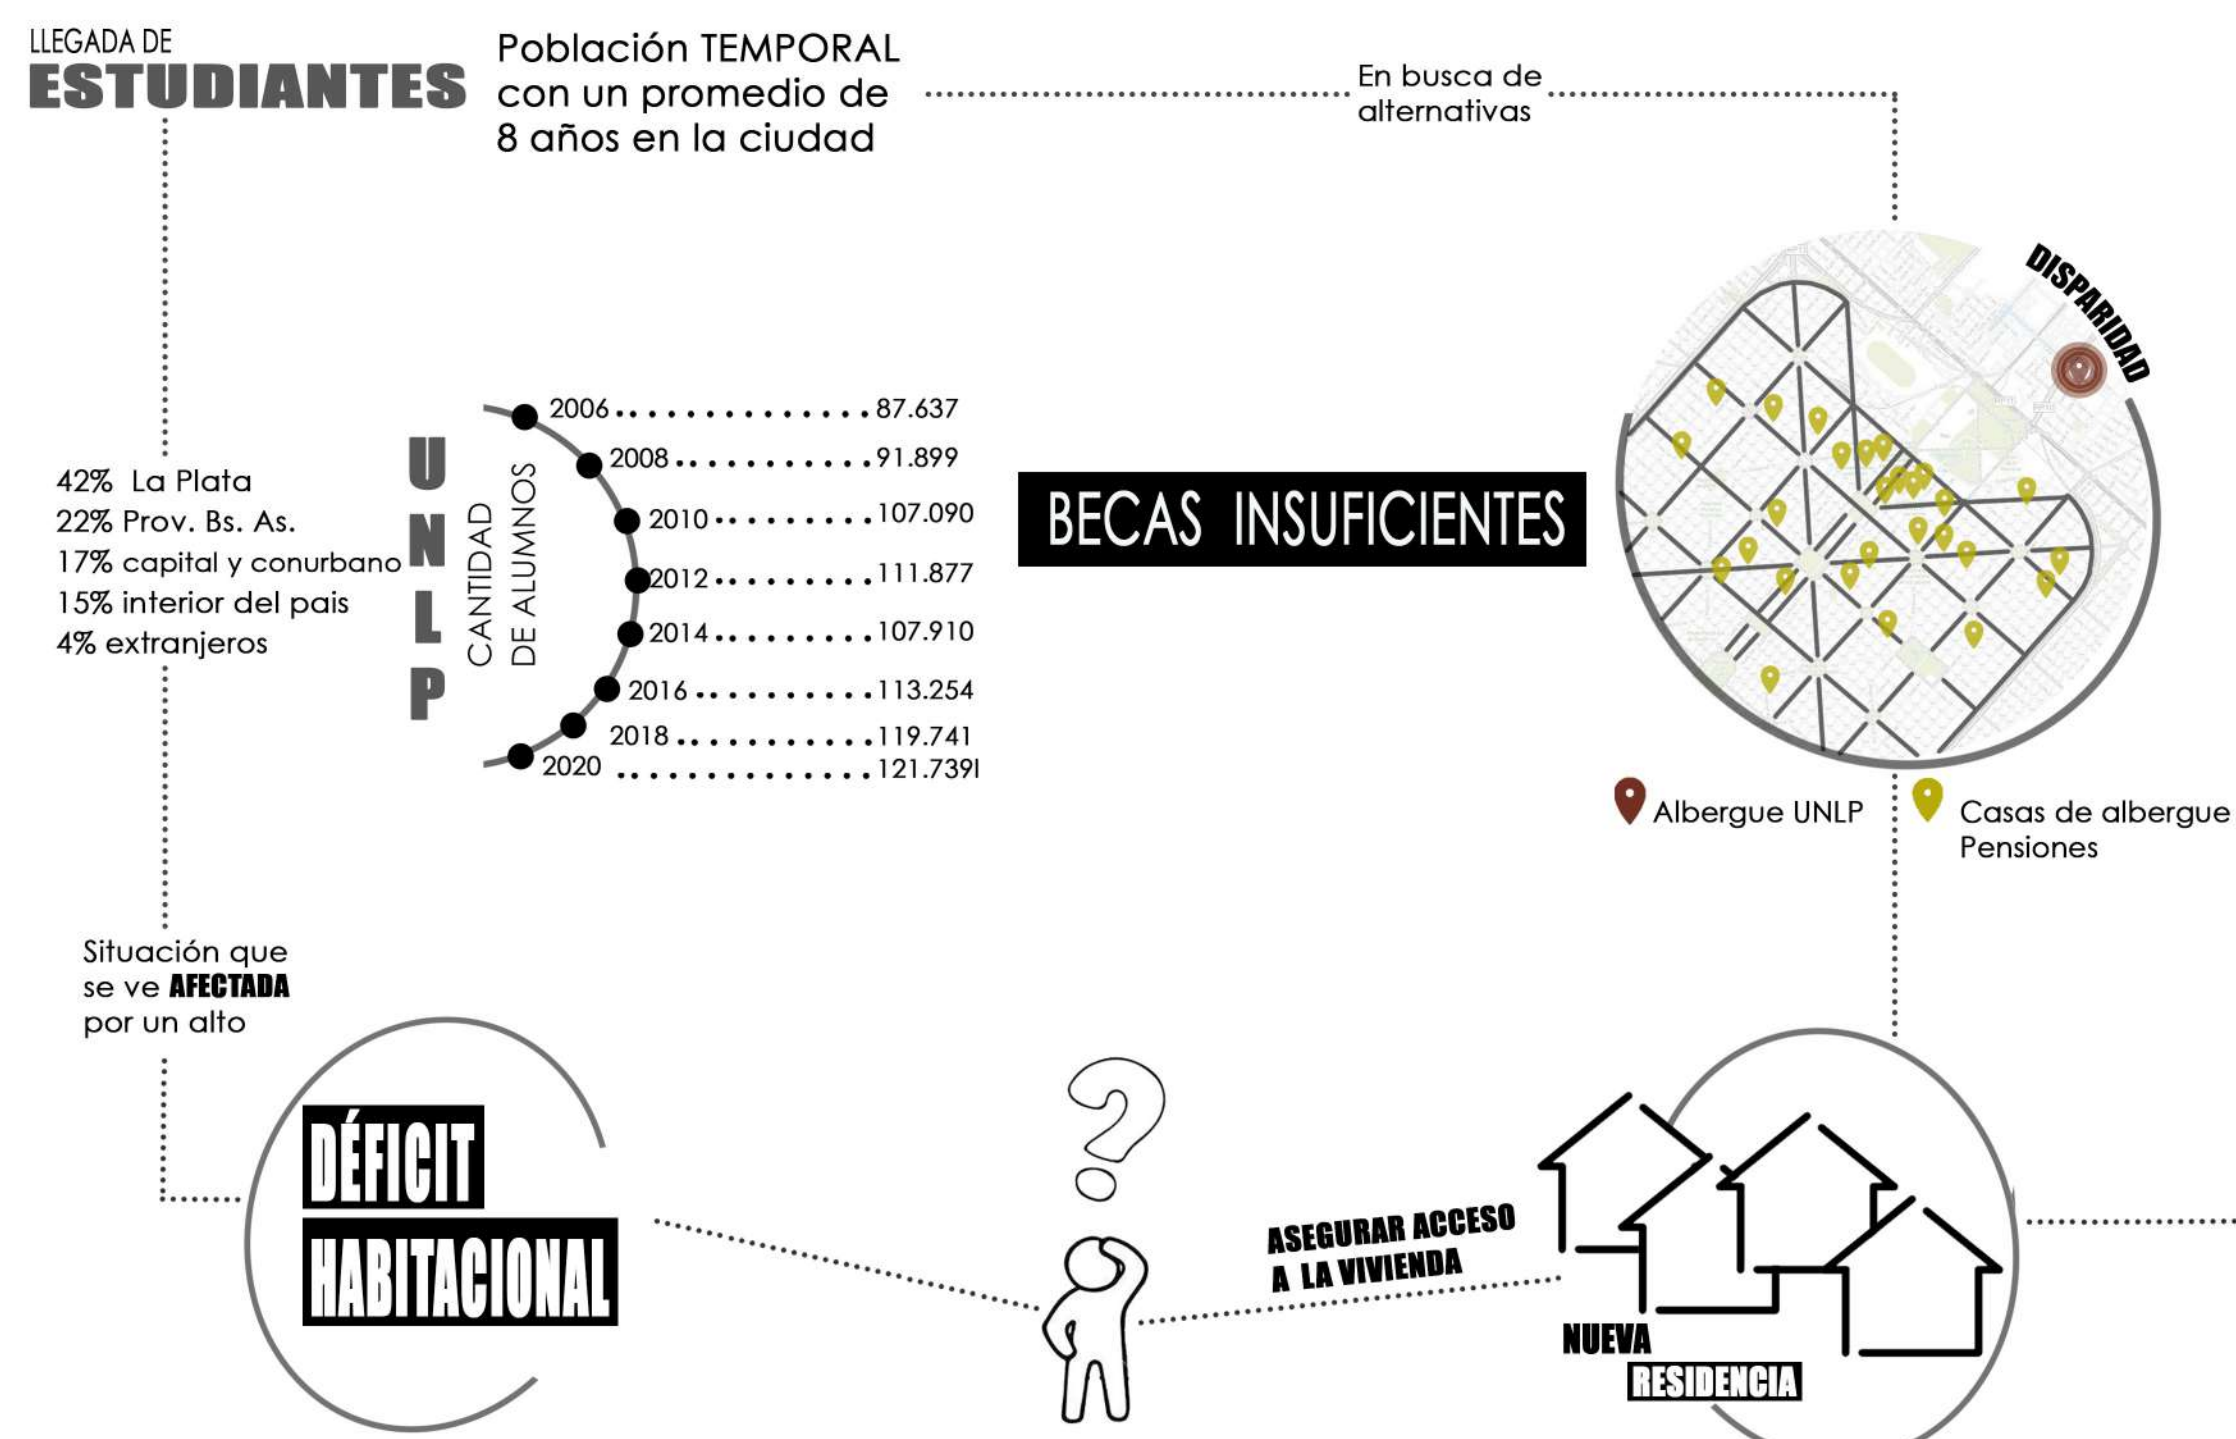 LLEGADA DE
ESTUDIANTES
Población TEMPORAL
con un promedio de
8 años en la ciudad
En busca de
alternativas
DISPARIDAD
42% La Plata
22% Prov. Bs. As.
17% capital y conurbano
15% interior del pais
4% extranjeros
UNLP
CANTIDAD
DE ALUMNOS
2006 .............. 87.637
2008 ............ 91.899
2010 .......... 107.090
2012 .......... 111.877
2014 .......... 107.910
2016 ........... 113.254
2018 ............ 119.741
2020 ................ 121.739l
BECAS INSUFICIENTES
Albergue UNLP
Casas de albergue
Pensiones
Situación que
se ve AFECTADA
por un alto
DÉFICIT
HABITACIONAL
?
ASEGURAR ACCESO
A LA VIVIENDA
NUEVA
RESIDENCIA